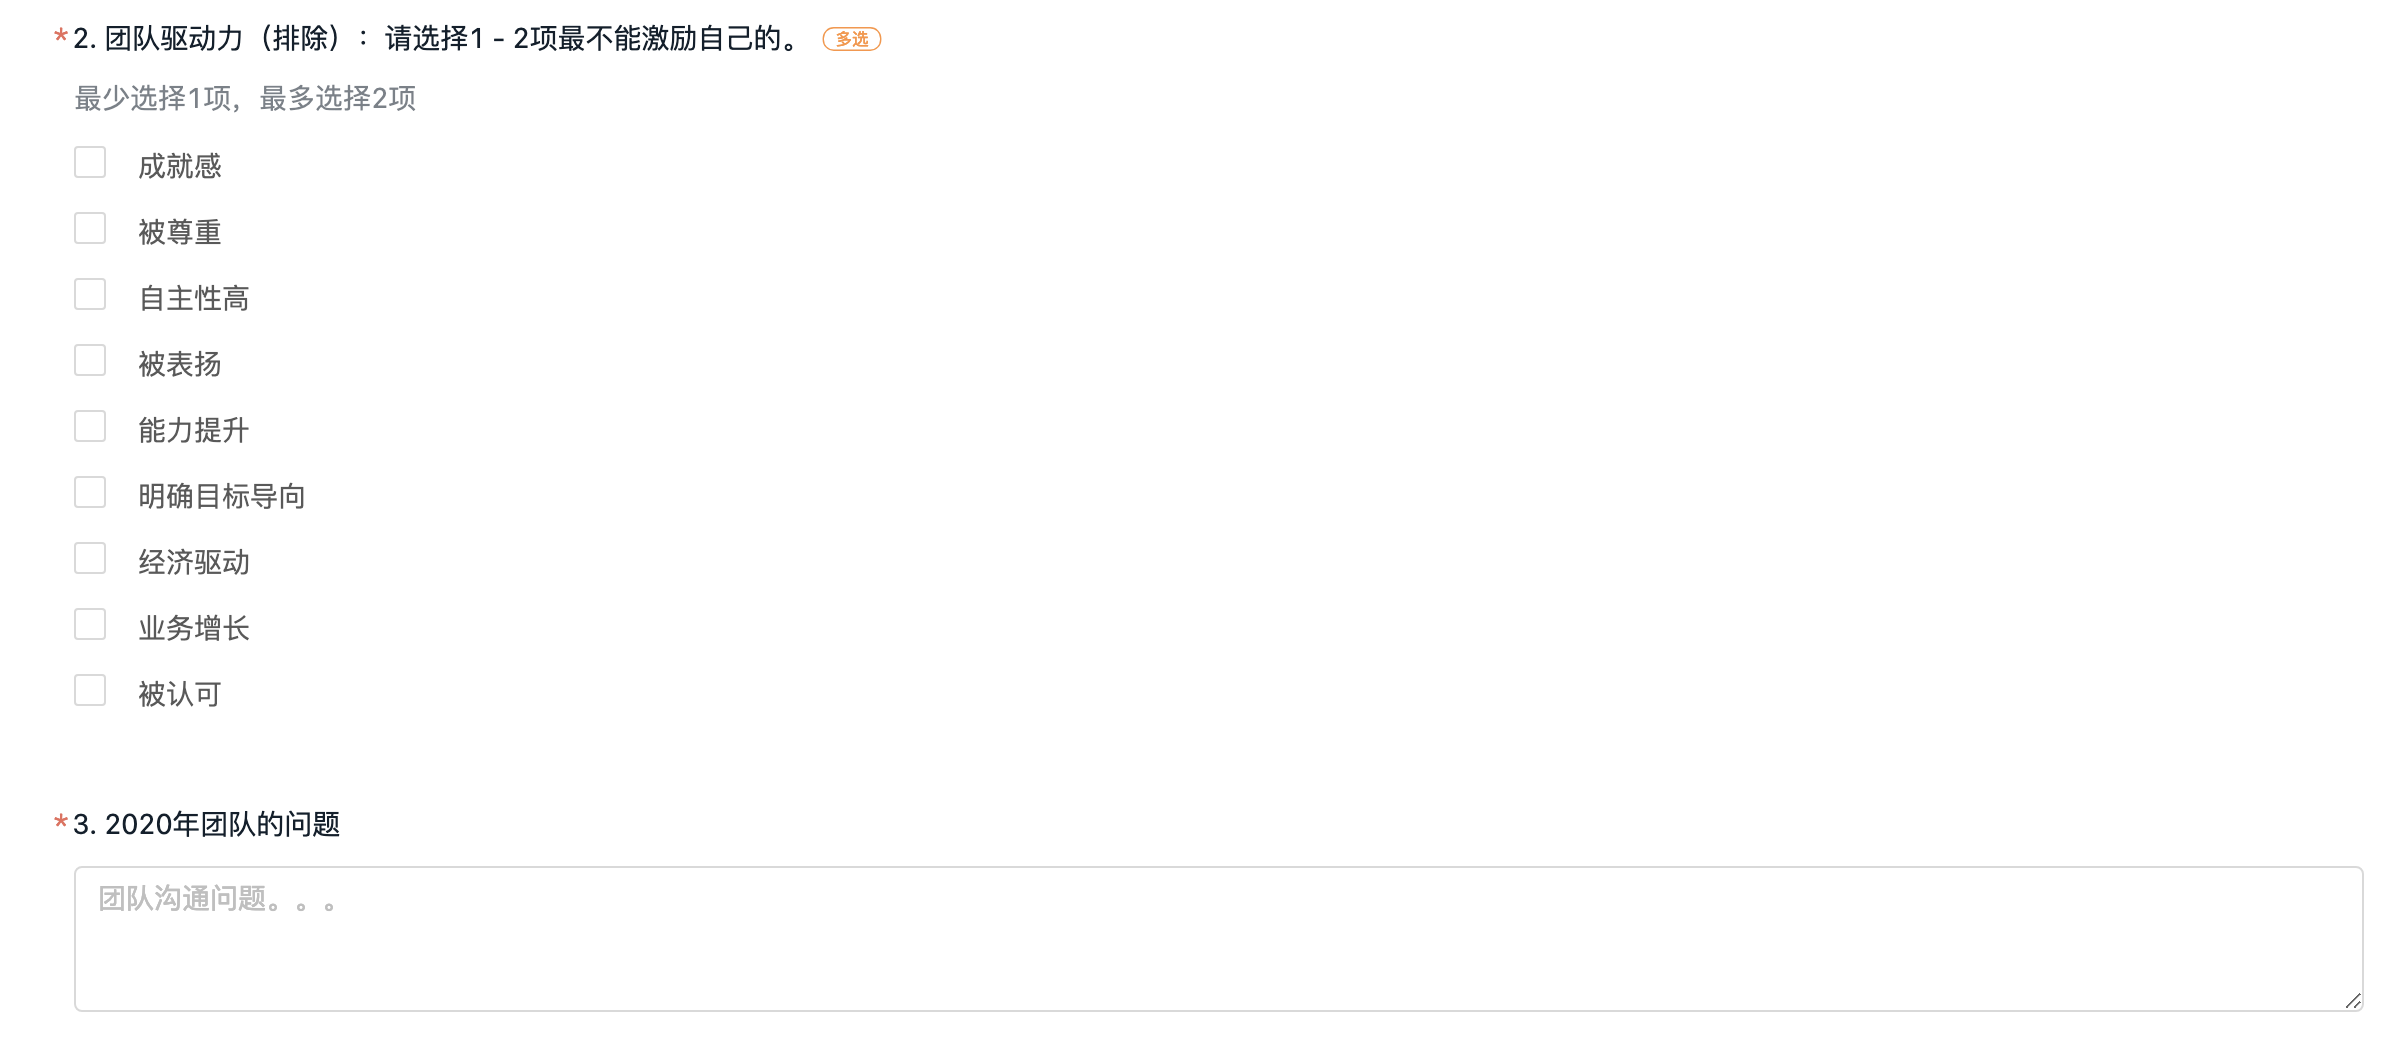 *2. 团队驱动力（排除）：请选择1 - 2项最不能激励自己的。 多选
最少选择1项，最多选择2项
成就感
被尊重
自主性高
被表扬
能力提升
明确目标导向
经济驱动
业务增长
被认可
*3. 2020年团队的问题
团队沟通问题。。。